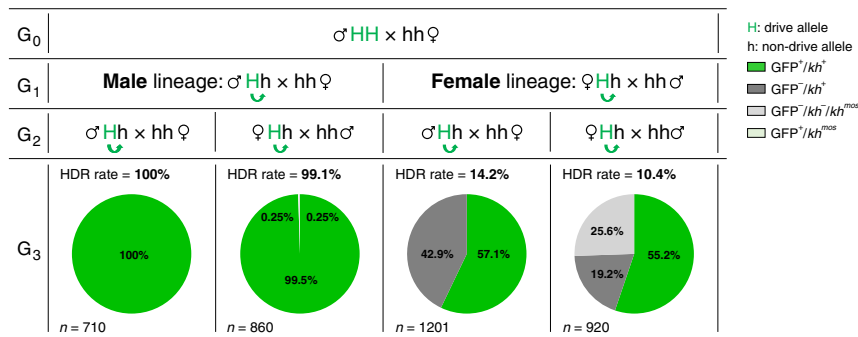 G0 ♂HH × hh♀
G1 Male lineage: ♂ Hh × hh♀ Female lineage: ♀Hh × hh♂
G2 ♂Hh × hh ♀ ♀Hh × hh♂ ♂Hh × hh♀ ♀Hh × hh♂
G3
HDR rate = 100%
100%
n = 710
HDR rate = 99.1%
0.25% 0.25%
99.5%
n = 860
HDR rate = 14.2%
42.9% 57.1%
n = 1201
HDR rate = 10.4%
25.6%
19.2% 55.2%
n = 920
H: drive allele
h: non-drive allele
GFP+/kh+
GFP−/kh+
GFP−/kh−/khmos
GFP+/khmos